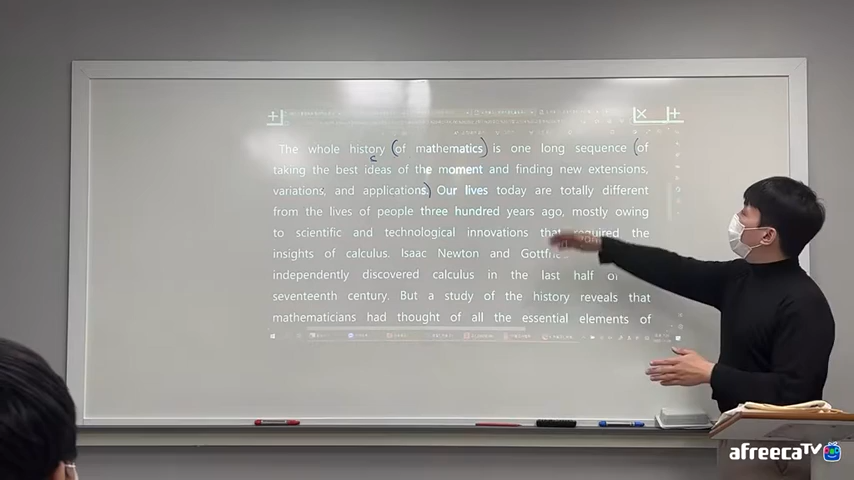 The whole history (of mathematics) is one long sequence (of
taking the best ideas of the moment and finding new extensions,
variations, and applications.) Our lives today are totally different
from the lives of people three hundred years ago, mostly owing
to scientific and technological innovations that required the
insights of calculus. Isaac Newton and
independently discovered calculus in the last half of
seventeenth century. But a study of the history reveals that
mathematicians had thought of all the essential elements of
afreecaTV